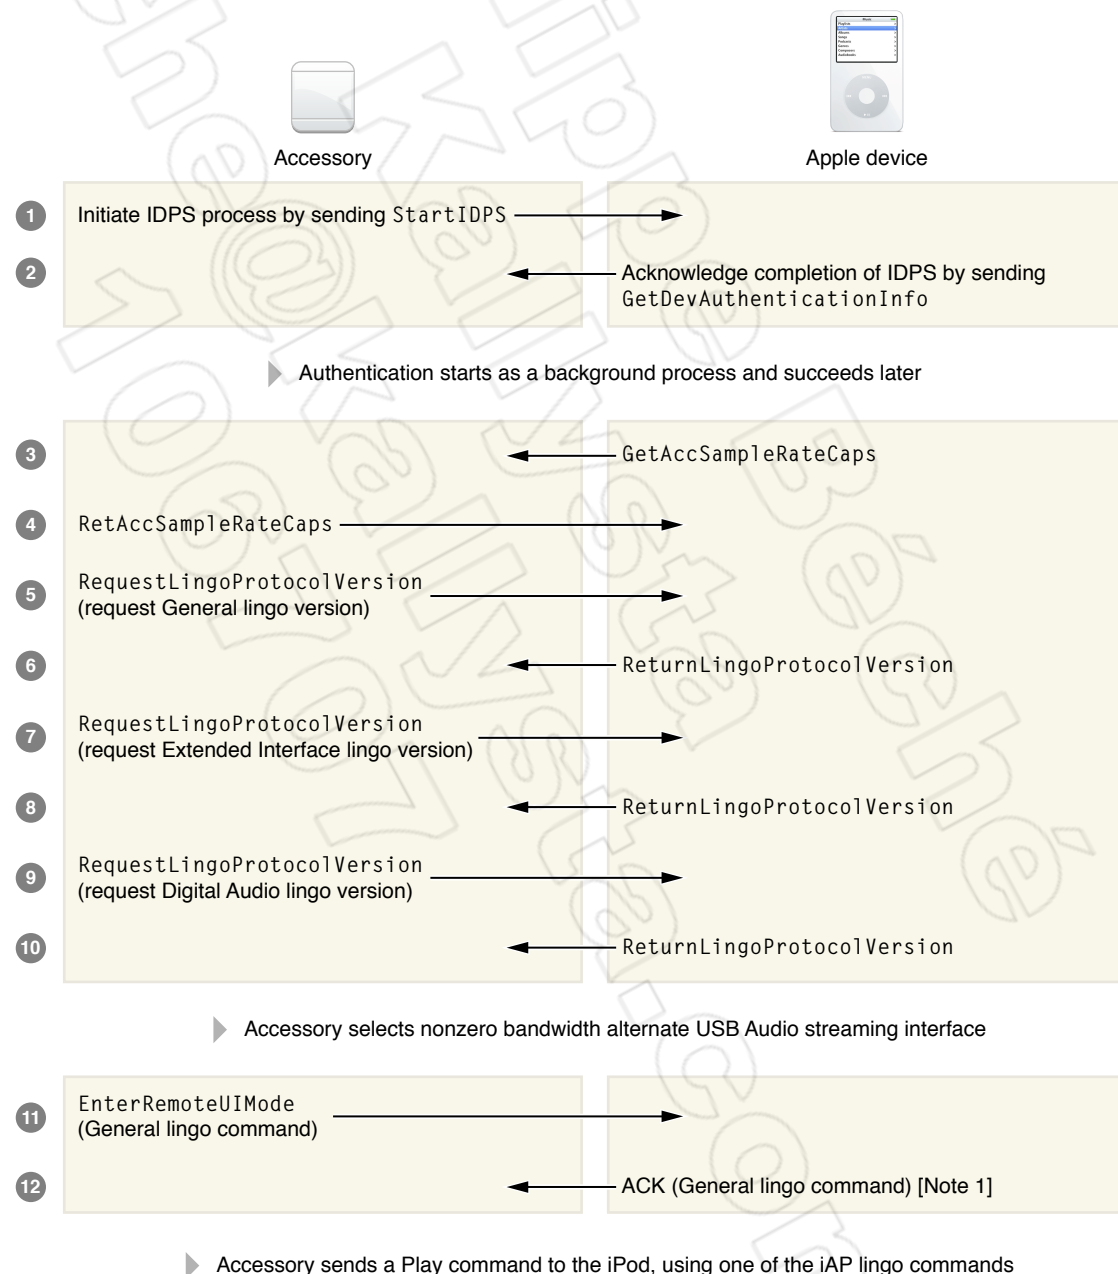 Accessory
Apple device
1 Initiate IDPS process by sending StartIDPS
2 Acknowledge completion of IDPS by sending
GetDevAuthenticationInfo
Authentication starts as a background process and succeeds later
3 GetAccSampleRateCaps
4 RetAccSampleRateCaps
5 RequestLingoProtocolVersion
(request General lingo version)
6 ReturnLingoProtocolVersion
7 RequestLingoProtocolVersion
(request Extended Interface lingo version)
8 ReturnLingoProtocolVersion
9 RequestLingoProtocolVersion
(request Digital Audio lingo version)
10 ReturnLingoProtocolVersion
Accessory selects nonzero bandwidth alternate USB Audio streaming interface
11 EnterRemoteUIMode
(General lingo command)
12 ACK (General lingo command) [Note 1]
Accessory sends a Play command to the iPod, using one of the iAP lingo commands